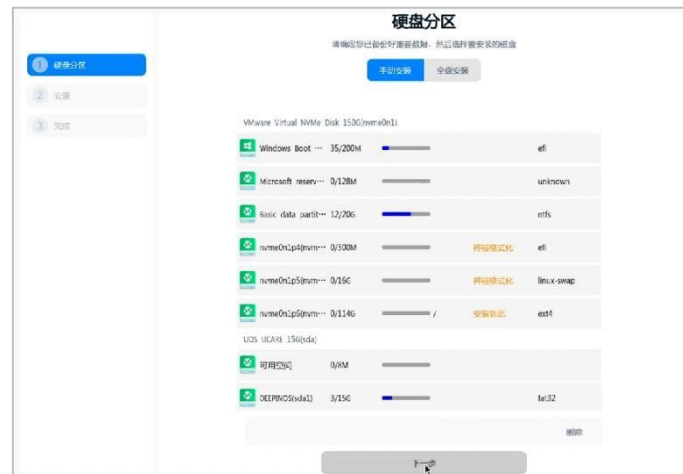 硬盘分区
请确定您已备份好重要数据，然后选择要安装的磁盘
手动安装 全盘安装
1 硬盘分区
2 安装
3 完成
VMware Virtual NVMe Disk 150G(nvme0n1)
Windows Boot ··· 35/200M efi
Microsoft reserv··· 0/128M unknown
Basic data partit··· 12/20G ntfs
nvme0n1p4(nvm··· 0/300M 将被格式化 efi
nvme0n1p5(nvm··· 0/16G 将被格式化 linux-swap
nvme0n1p6(nvm··· 0/114G / 安装到此 ext4
UOS UCARE 15G(sda)
可用空间 0/8M
DEEPINOS(sda1) 3/15G fat32
删除
下一步